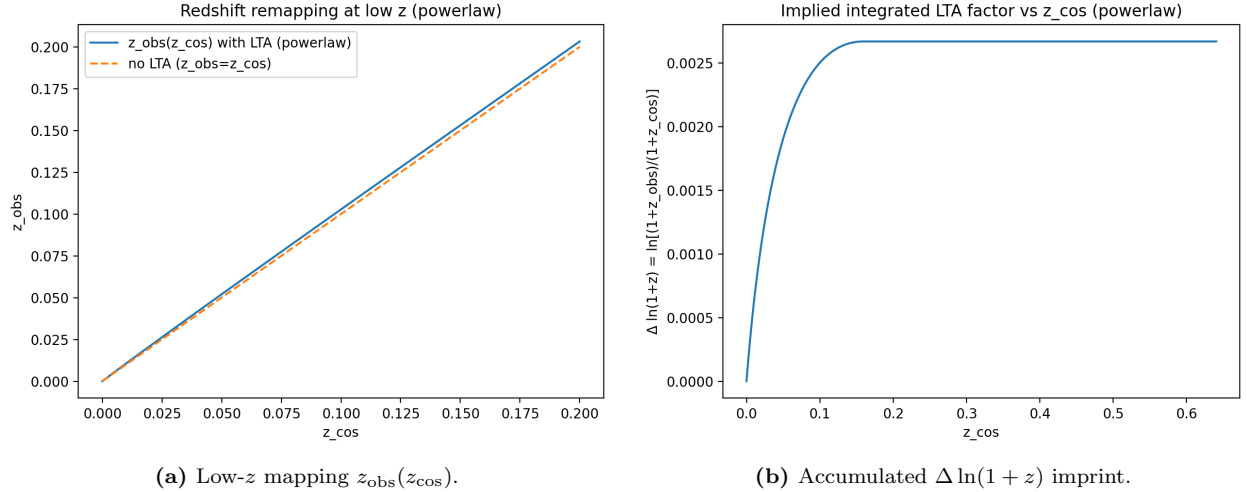 Redshift remapping at low z (powerlaw)
z_obs(z_cos) with LTA (powerlaw)
no LTA (z_obs=z_cos)
z_obs
0.200
0.175
0.150
0.125
0.100
0.075
0.050
0.025
0.000
0.000 0.025 0.050 0.075 0.100 0.125 0.150 0.175 0.200
z_cos
(a) Low-z mapping z_obs(z_cos).
Implied integrated LTA factor vs z_cos (powerlaw)
Δ ln(1+z) = ln[(1+z_obs)/(1+z_cos)]
0.0025
0.0020
0.0015
0.0010
0.0005
0.0000
0.0 0.1 0.2 0.3 0.4 0.5 0.6
z_cos
(b) Accumulated Δ ln(1 + z) imprint.